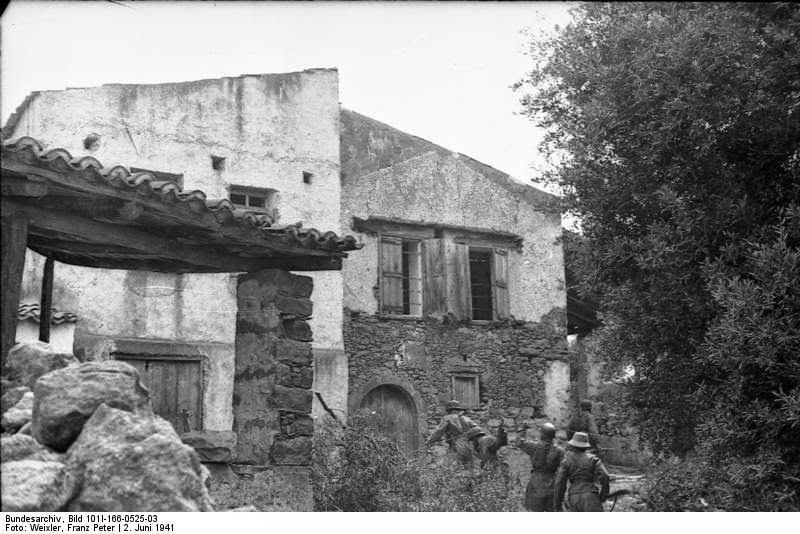 Bundesarchiv, Bild 101I-166-0525-03
Foto: Weixler, Franz Peter | 2. Juni 1941